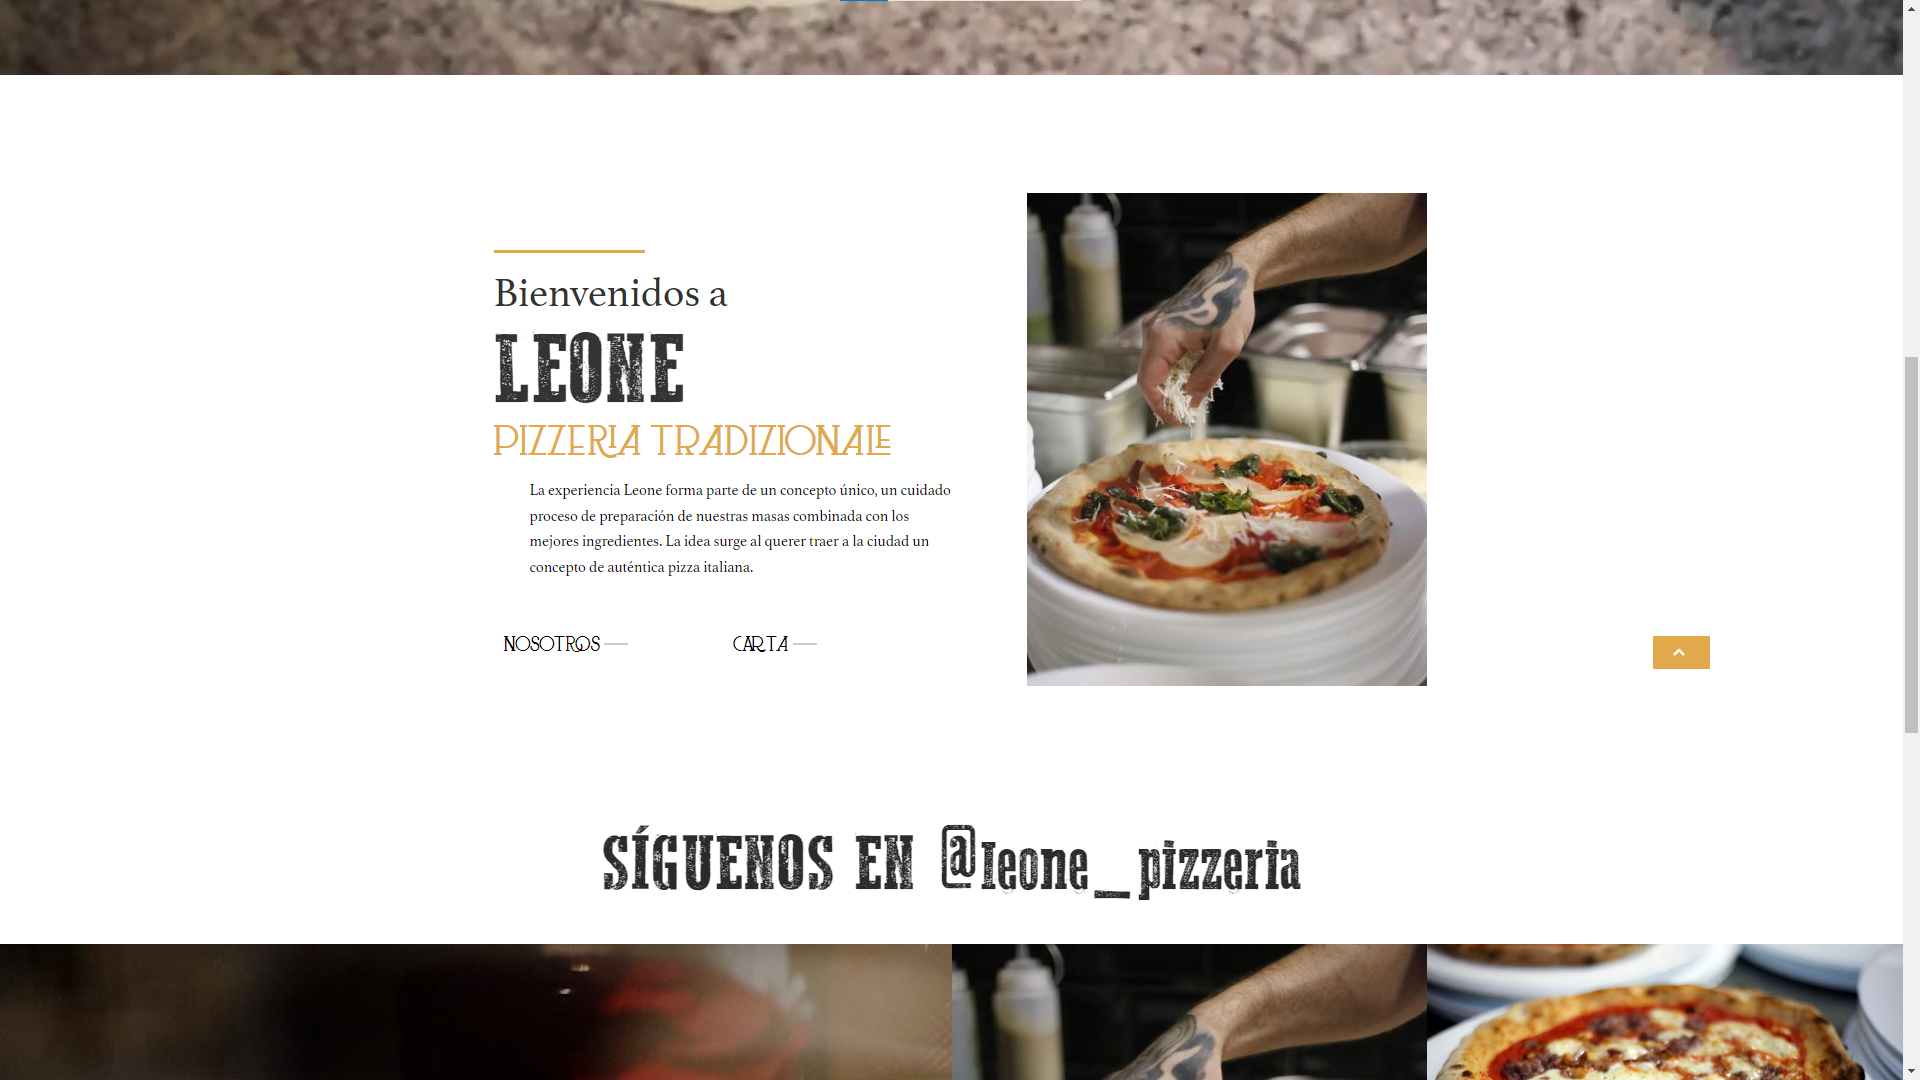 Bienvenidos a
LEONE
PIZZERIA TRADIZIONALE
La experiencia Leone forma parte de un concepto único, un cuidado
proceso de preparación de nuestras masas combinada con los
mejores ingredientes. La idea surge al querer traer a la ciudad un
concepto de auténtica pizza italiana.
NOSOTROS
CARTA
SÍGUENOS EN @leone_pizzeria